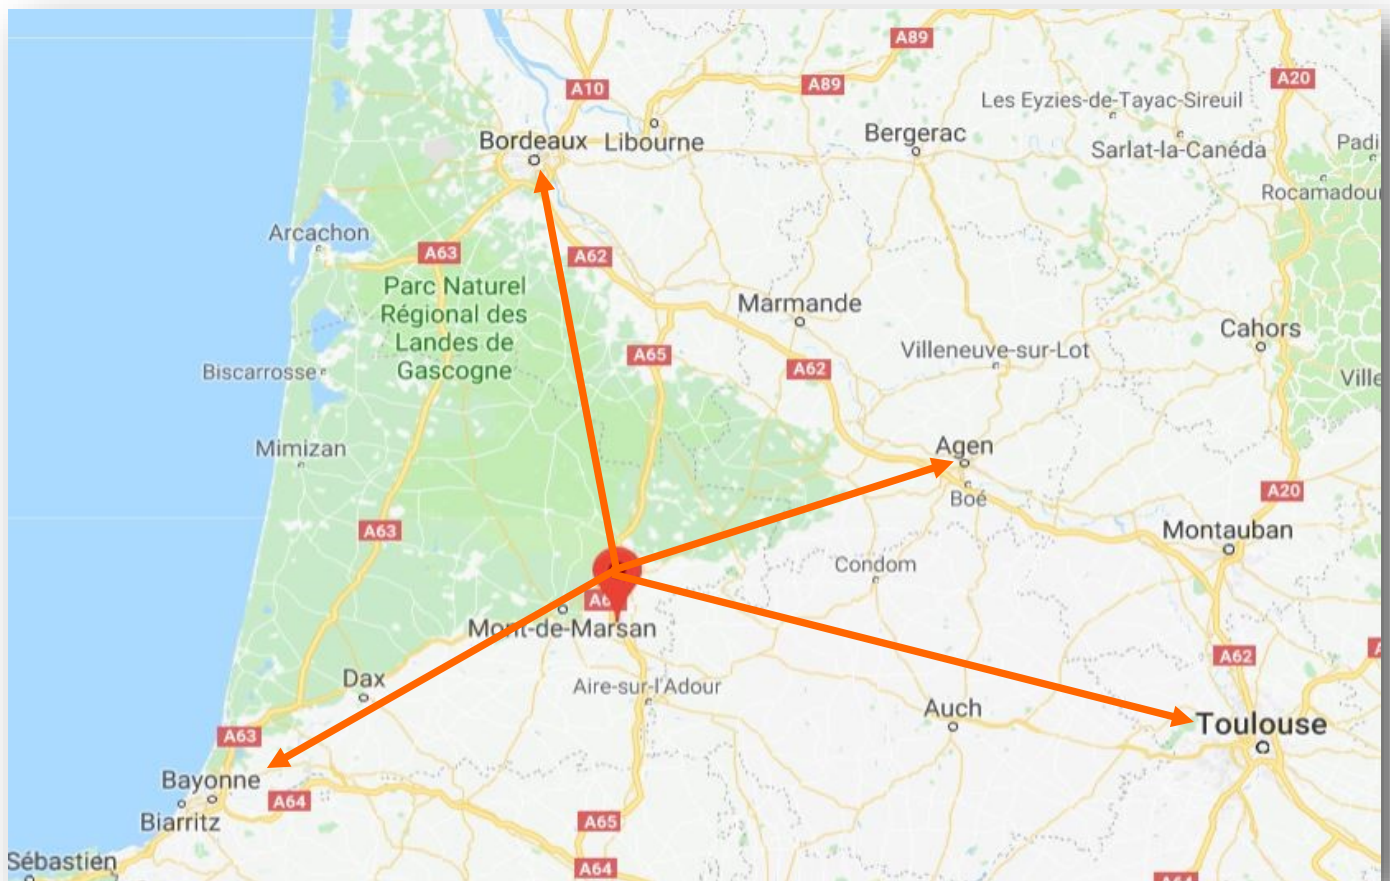 A89
A20
A10
A89
Les Eyzies-de-Tayac-Sireuil
Bordeaux
Libourne
Bergerac
Sarlat-la-Canéda
Padi
Rocamadour
Arcachon
A63
A62
Parc Naturel
Régional des
Landes de
Gascogne
Marmande
Cahors
A65
Villeneuve-sur-Lot
A62
Biscarrosse
Ville
Mimizan
Agen
A20
Boé
A63
Montauban
Condom
Mont-de-Marsan
A62
A
Dax
Aire-sur-l'Adour
Auch
Toulouse
A63
Bayonne
A64
Biarritz
A65
Sébastien
A64
A64